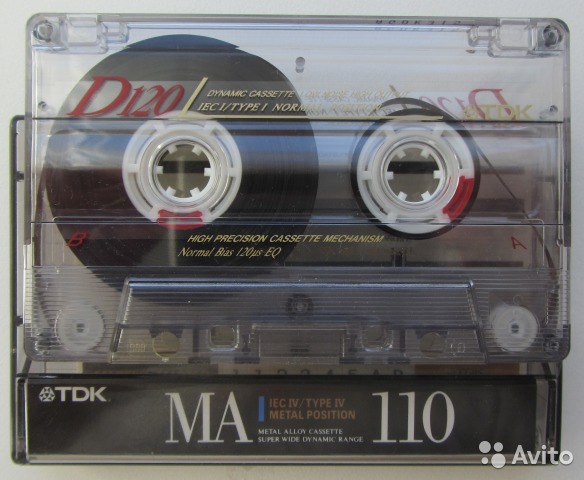 D120
DYNAMIC CASSETTE
IEC I/TYPE I NORMAL
TDK
B
A
HIGH PRECISION CASSETTE MECHANISM
Normal Bias 120μs EQ
TDK
MA
IEC IV/TYPE IV
METAL POSITION
METAL ALLOY CASSETTE
SUPER WIDE DYNAMIC RANGE
110
Avito